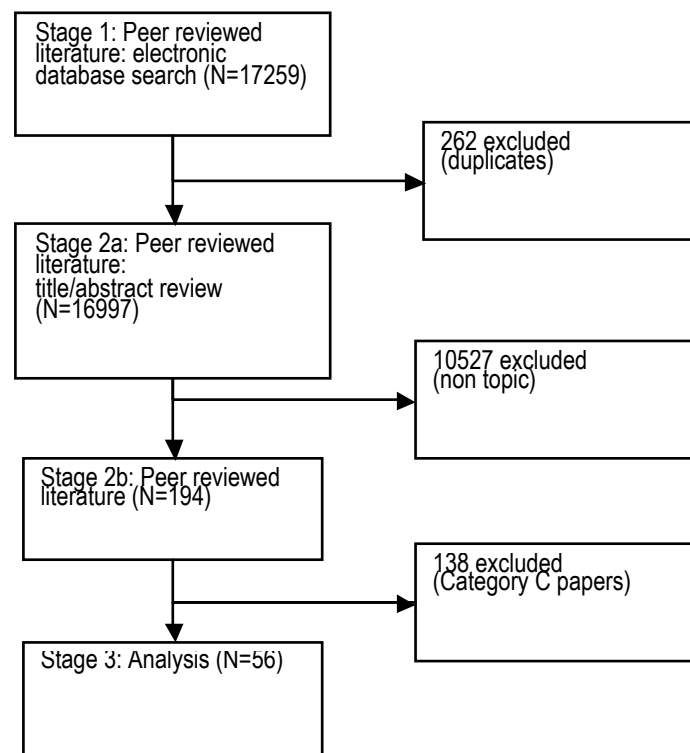 Stage 1: Peer reviewed
literature: electronic
database search (N=17259)
262 excluded
(duplicates)
Stage 2a: Peer reviewed
literature:
title/abstract review
(N=16997)
10527 excluded
(non topic)
Stage 2b: Peer reviewed
literature (N=194)
138 excluded
(Category C papers)
Stage 3: Analysis (N=56)